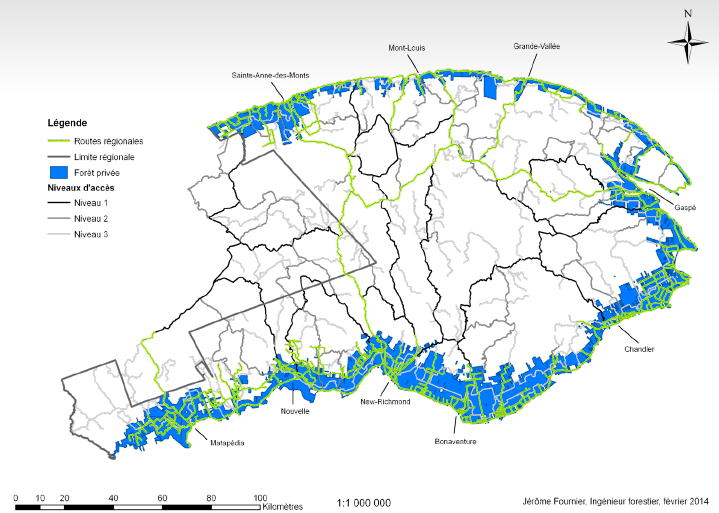 N
Mont-Louis
Grande-Vallée
Sainte-Anne-des-Monts
Légende
Routes régionales
Limite régionale
Forêt privée
Niveaux d'accès
Niveau 1
Niveau 2
Niveau 3
Gaspé
Chandler
New-Richmond
Nouvelle
Bonaventure
Matapédia
0 10 20 40 60 80 100
Kilomètres
1:1 000 000
Jérôme Fournier, Ingénieur forestier, février 2014